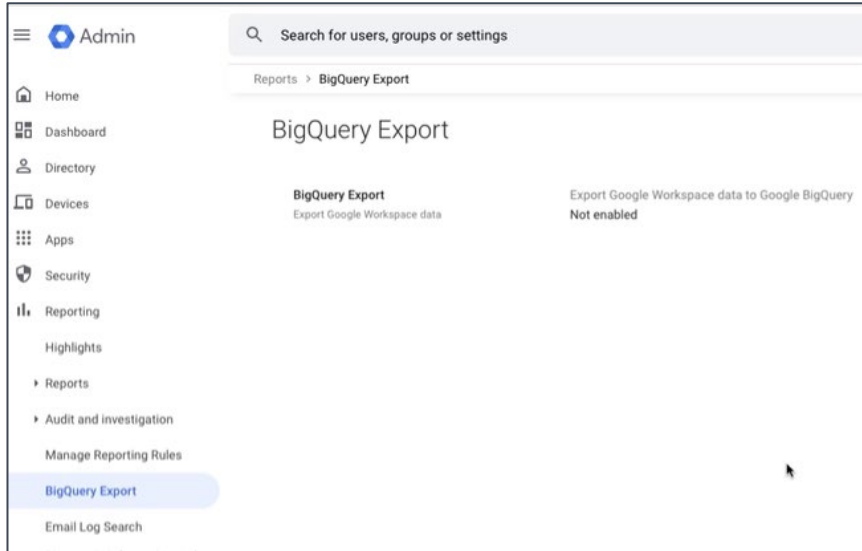 Admin
Search for users, groups or settings
Reports > BigQuery Export
Home
Dashboard
Directory
Devices
Apps
Security
Reporting
Highlights
Reports
Audit and investigation
Manage Reporting Rules
BigQuery Export
Email Log Search
BigQuery Export
BigQuery Export
Export Google Workspace data
Export Google Workspace data to Google BigQuery
Not enabled